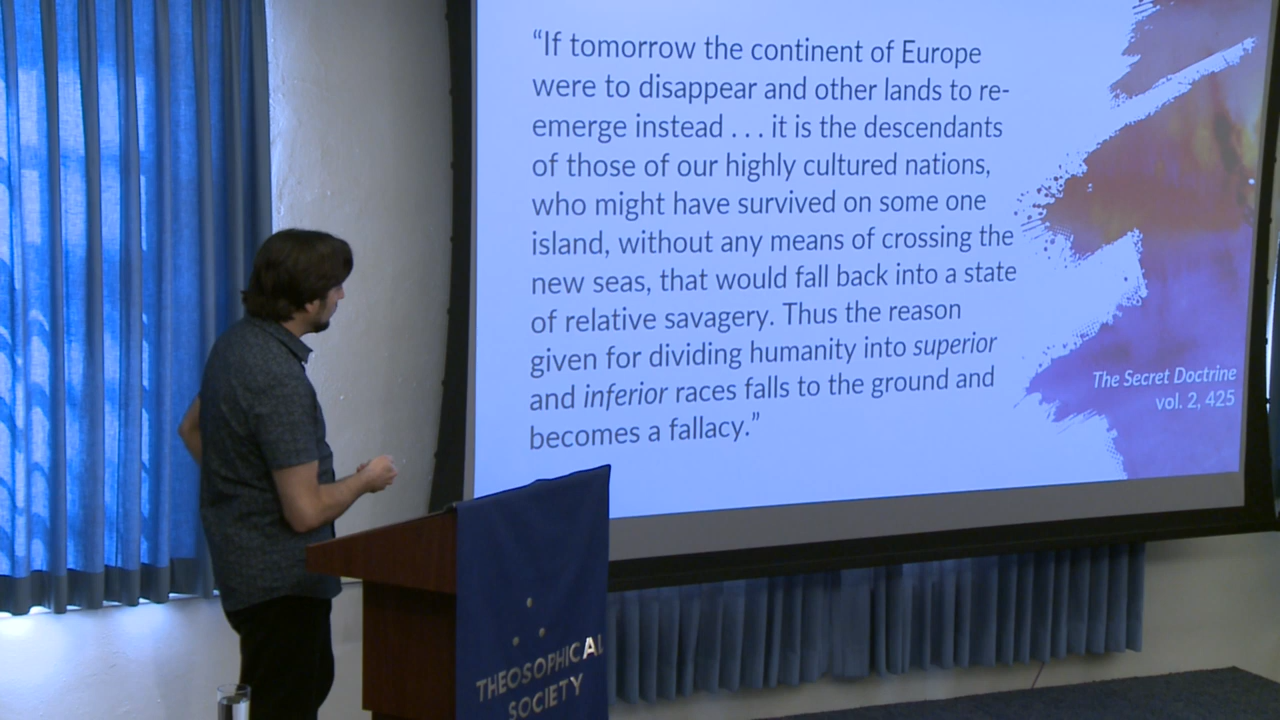 “If tomorrow the continent of Europe
were to disappear and other lands to re-
emerge instead . . . it is the descendants
of those of our highly cultured nations,
who might have survived on some one
island, without any means of crossing the
new seas, that would fall back into a state
of relative savagery. Thus the reason
given for dividing humanity into superior
and inferior races falls to the ground and
becomes a fallacy.”
The Secret Doctrine
vol. 2, 425
THEOSOPHICAL
SOCIETY